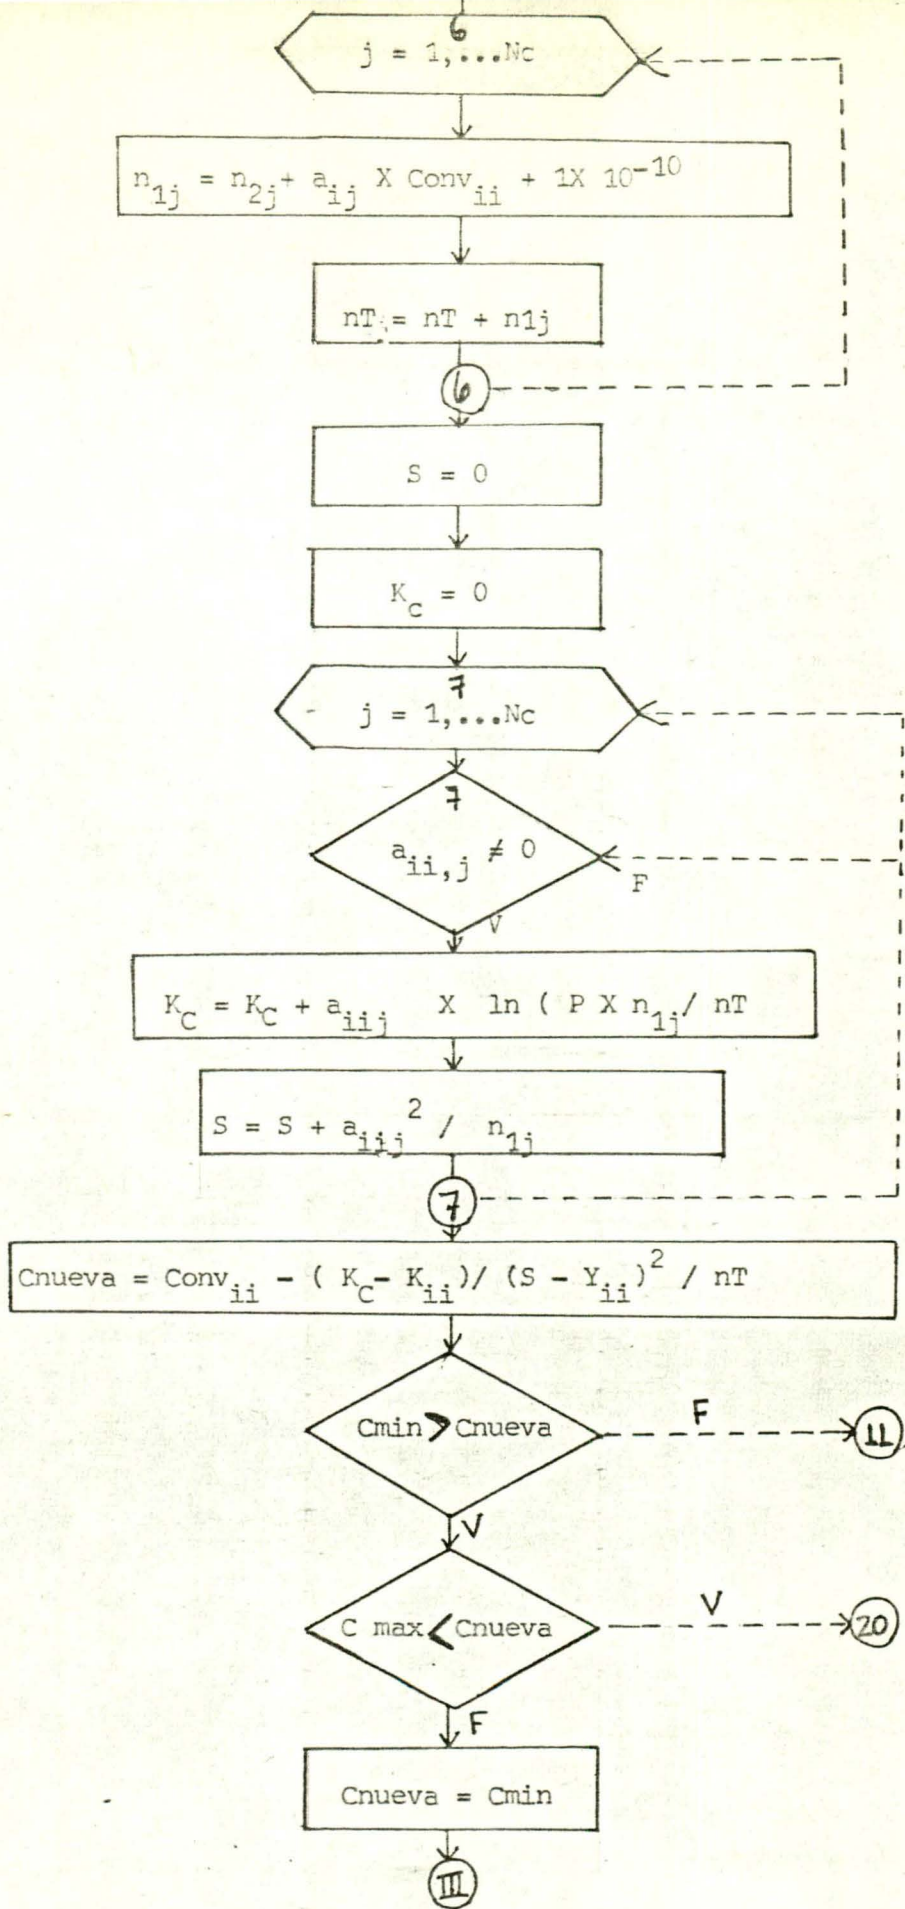 6
j = 1,...Nc
n1j = n2j + aij X Convii + 1X 10-10
nT = nT + n1j
6
S = 0
Kc = 0
7
j = 1,...Nc
7
aii,j ≠ 0
F
V
KC = KC + aiij X ln ( P X n1j / nT
S = S + aiij2 / n1j
7
Cnueva = Convii - ( KC - Kii ) / (S - Yii)2 / nT
Cmin > Cnueva
F
11
V
C max < Cnueva
V
20
F
Cnueva = Cmin
III